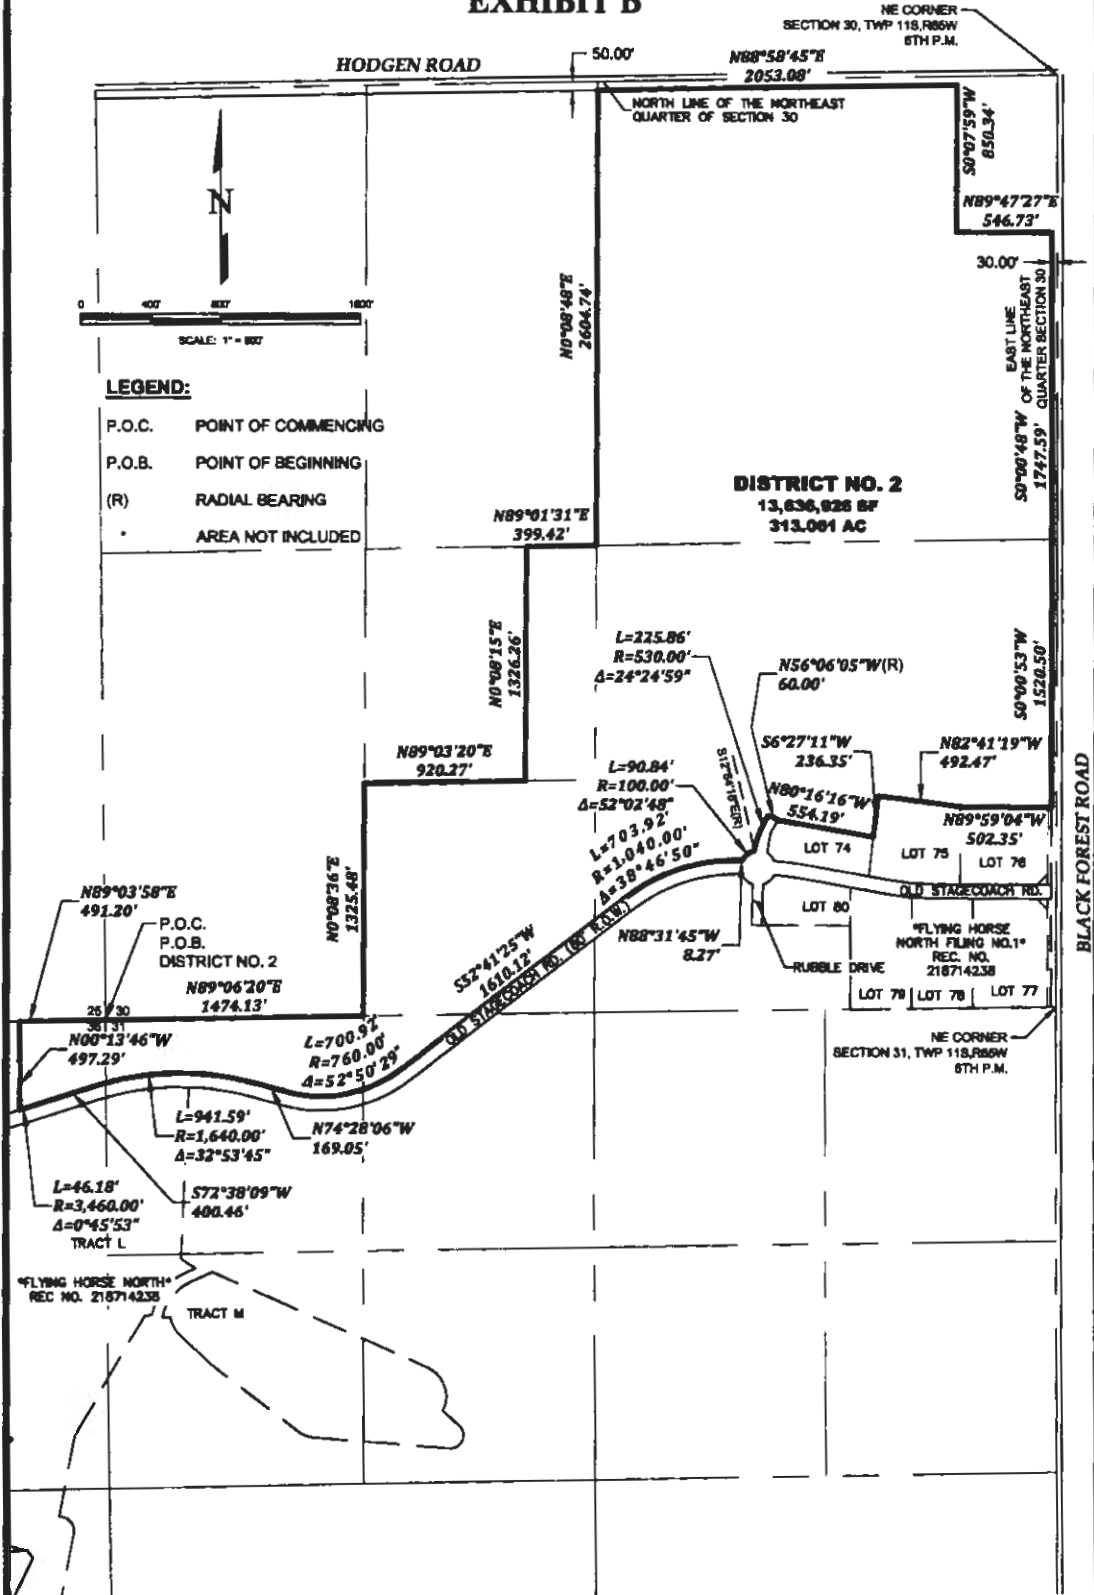 EXHIBIT B
NE CORNER
SECTION 30, TWP 11S,R65W
6TH P.M.
HODGEN ROAD
50.00'
N88°58'45"E
2053.08'
NORTH LINE OF THE NORTHEAST
QUARTER OF SECTION 30
S0°07'59"W
850.34'
N89°47'27"E
546.73'
30.00'
EAST LINE
OF THE NORTHEAST
QUARTER SECTION 30
S0°00'48"W
1747.59'
N
0 400' 800' 1600'
SCALE: 1" = 800'
N0°08'48"E
2604.74'
LEGEND:
P.O.C. POINT OF COMMENCING
P.O.B. POINT OF BEGINNING
(R) RADIAL BEARING
* AREA NOT INCLUDED
DISTRICT NO. 2
13,636,926 SF
313.061 AC
N89°01'31"E
399.42'
N0°08'15"E
1326.26'
L=225.86'
R=530.00'
Δ=24°24'59"
N56°06'05"W(R)
60.00'
S0°00'53"W
1520.50'
S6°27'11"W
236.35'
N82°41'19"W
492.47'
N89°03'20"E
920.27'
L=90.84'
R=100.00'
Δ=52°02'48"
N80°16'16"W
554.19'
N89°59'04"W
502.35'
BLACK FOREST ROAD
L=703.92'
R=1,040.00'
Δ=38°46'50"
LOT 74
LOT 75
LOT 76
OLD STAGECOACH RD.
LOT 80
N0°08'36"E
1325.48'
N89°03'58"E
491.20'
P.O.C.
P.O.B.
DISTRICT NO. 2
S52°41'25"W
1610.12'
OLD STAGECOACH RD. (60' R.O.W.)
N88°31'45"W
8.27'
RUBBLE DRIVE
"FLYING HORSE
NORTH FILING NO.1"
REC. NO.
218714238
LOT 79
LOT 78
LOT 77
N89°06'20"E
1474.13'
25 30
36 31
N00°13'46"W
497.29'
L=700.92'
R=760.00'
Δ=52°50'29"
NE CORNER
SECTION 31, TWP 11S,R65W
6TH P.M.
L=941.59'
R=1,640.00'
Δ=32°53'45"
N74°28'06"W
169.05'
L=46.18'
R=3,460.00'
Δ=0°45'53"
S72°38'09"W
400.46'
TRACT L
"FLYING HORSE NORTH"
REC NO. 218714238
TRACT M